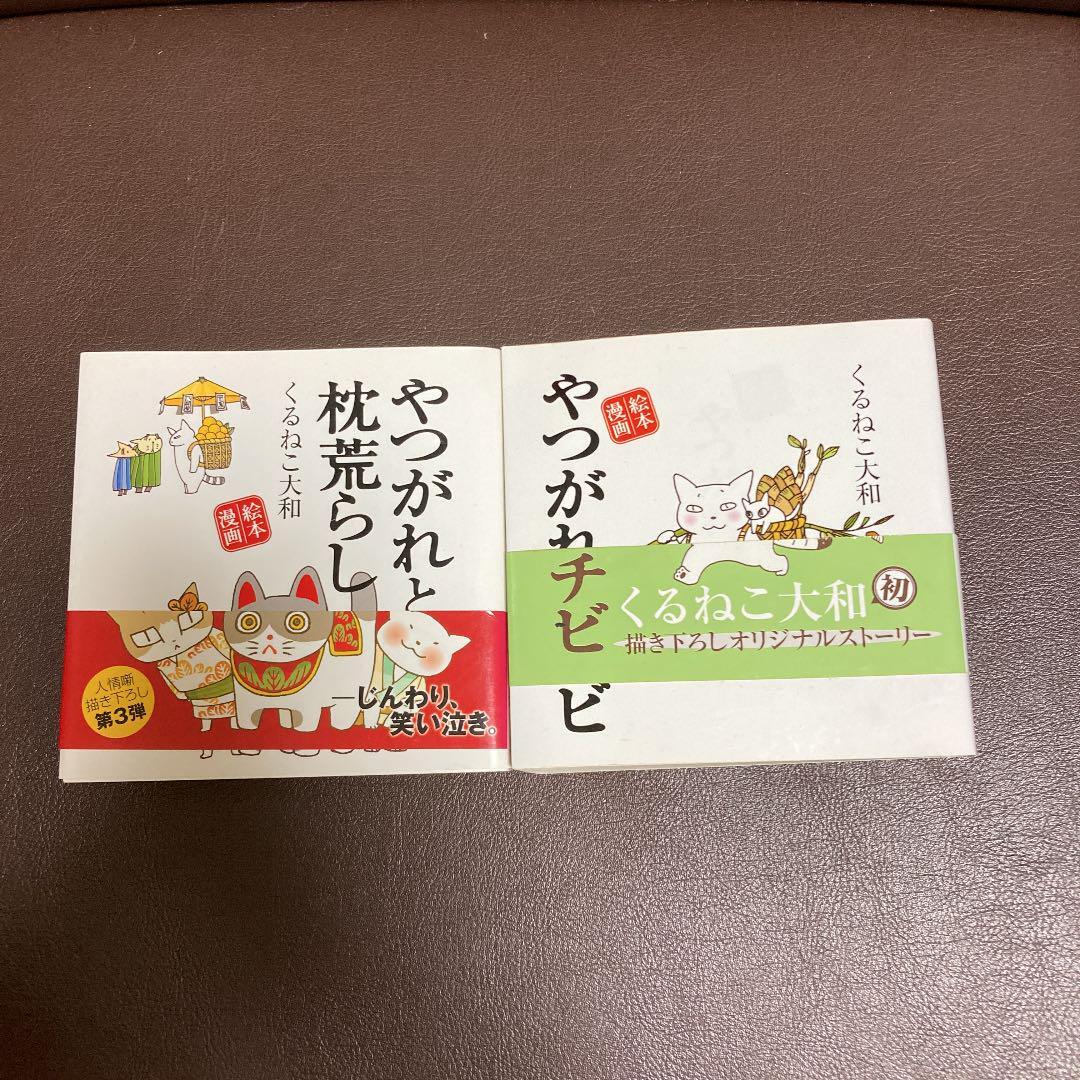 やつがれと
枕荒らし
くるねこ大和
絵本
漫画
人情噺
描き下ろし
第3弾
―じんわり、
笑い泣き。
くるねこ大和
絵本
漫画
やつがれ
チビ
ビ
くるねこ大和
初
描き下ろしオリジナルストーリー